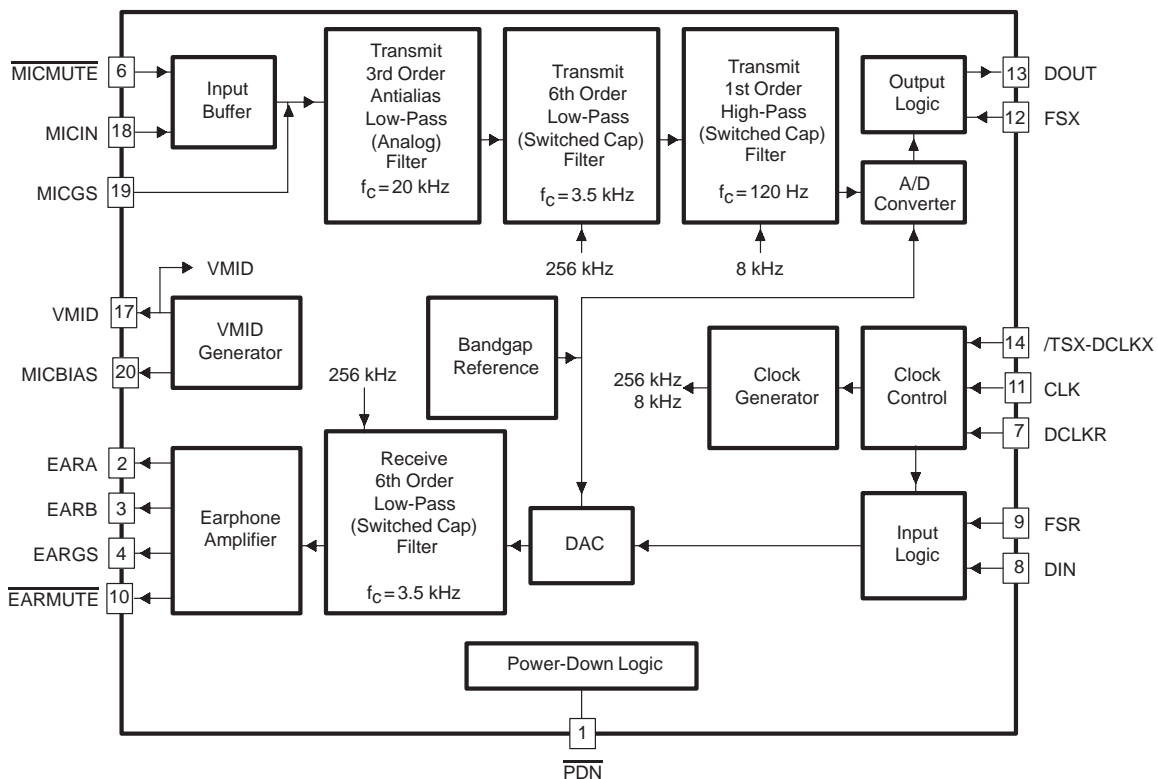 MICMUTE
6
MICIN
18
MICGS
19
Input
Buffer
Transmit
3rd Order
Antialias
Low-Pass
(Analog)
Filter
fC = 20 kHz
Transmit
6th Order
Low-Pass
(Switched Cap)
Filter
fC = 3.5 kHz
256 kHz
Transmit
1st Order
High-Pass
(Switched Cap)
Filter
fC = 120 Hz
8 kHz
Output
Logic
A/D
Converter
13
DOUT
12
FSX
VMID
VMID
17
MICBIAS
20
VMID
Generator
Bandgap
Reference
256 kHz
8 kHz
Clock
Generator
Clock
Control
14
/TSX-DCLKX
11
CLK
7
DCLKR
256 kHz
EARA
2
EARB
3
EARGS
4
EARMUTE
10
Earphone
Amplifier
Receive
6th Order
Low-Pass
(Switched Cap)
Filter
fC = 3.5 kHz
DAC
Input
Logic
9
FSR
8
DIN
Power-Down Logic
1
PDN